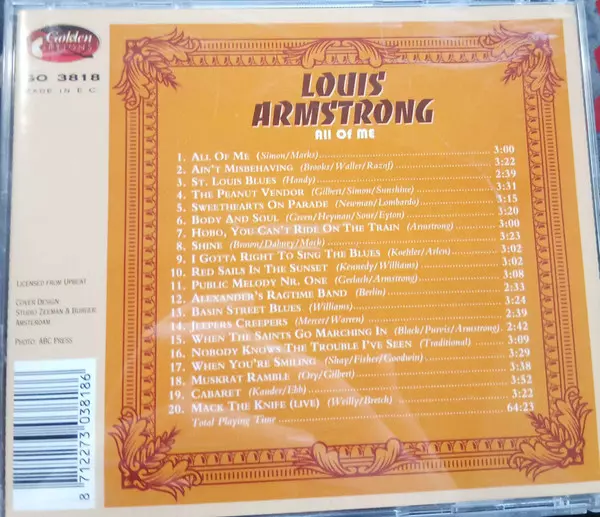 Golden
OPTIONS
GO 3818
MADE IN E.C.
LOUIS
ARMSTRONG
All Of ME
1. ALL OF ME (Simon/Marks) 3:00
2. AIN'T MISBEHAVING (Brooks/Waller/Raznf) 3:22
3. ST. LOUIS BLUES (Handy) 2:39
4. THE PEANUT VENDOR (Gilbert/Simon/Sunshine) 3:31
5. SWEETHEARTS ON PARADE (Newman/Lombardo) 3:15
6. BODY AND SOUL (Green/Heyman/Sour/Eyton) 3:20
7. HOBO, YOU CAN'T RIDE ON THE TRAIN (Armstrong) 3:00
8. SHINE (Brown/Dabney/Mack) 3:23
9. I GOTTA RIGHT TO SING THE BLUES (Koehler/Arlen) 3:02
10. RED SAILS IN THE SUNSET (Kennedy/Williams) 3:02
11. PUBLIC MELODY NR. ONE (Gerlach/Armstrong) 3:08
12. ALEXANDER'S RAGTIME BAND (Berlin) 2:33
13. BASIN STREET BLUES (Williams) 3:24
14. JEEPERS CREEPERS (Mercer/Warren) 2:39
15. WHEN THE SAINTS GO MARCHING IN (Black/Purvis/Armstrong) 2:42
16. NOBODY KNOWS THE TROUBLE I'VE SEEN (Traditional) 3:09
17. WHEN YOU'RE SMILING (Shay/Fisher/Goodwin) 3:29
18. MUSKRAT RAMBLE (Ory/Gilbert) 3:38
19. CABARET (Kander/Ebb) 3:52
20. MACK THE KNIFE (LIVE) (Weilly/Bretch) 3:22
Total Playing Time 64:23
LICENSED FROM UPRIGHT
COVER DESIGN
STUDIO ZEEMAN & BURGER
AMSTERDAM
PHOTO: ABC PRESS
8 712273 038186